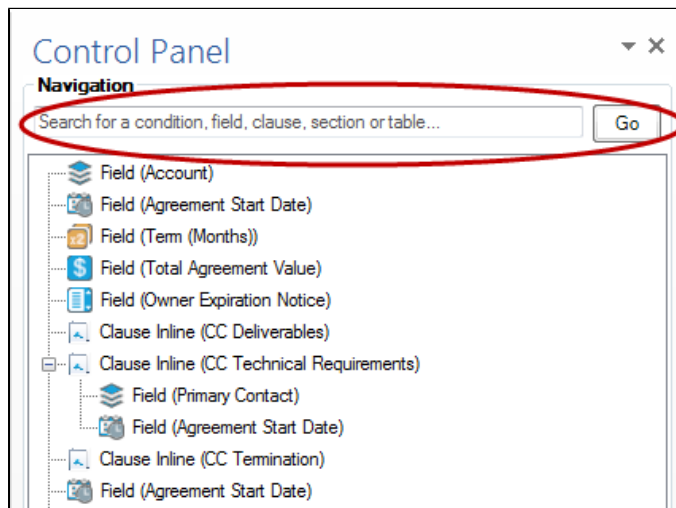 Control Panel
Navigation
Search for a condition, field, clause, section or table...
Go
Field (Account)
Field (Agreement Start Date)
x2 Field (Term (Months))
$ Field (Total Agreement Value)
Field (Owner Expiration Notice)
Clause Inline (CC Deliverables)
Clause Inline (CC Technical Requirements)
Field (Primary Contact)
Field (Agreement Start Date)
Clause Inline (CC Termination)
Field (Agreement Start Date)